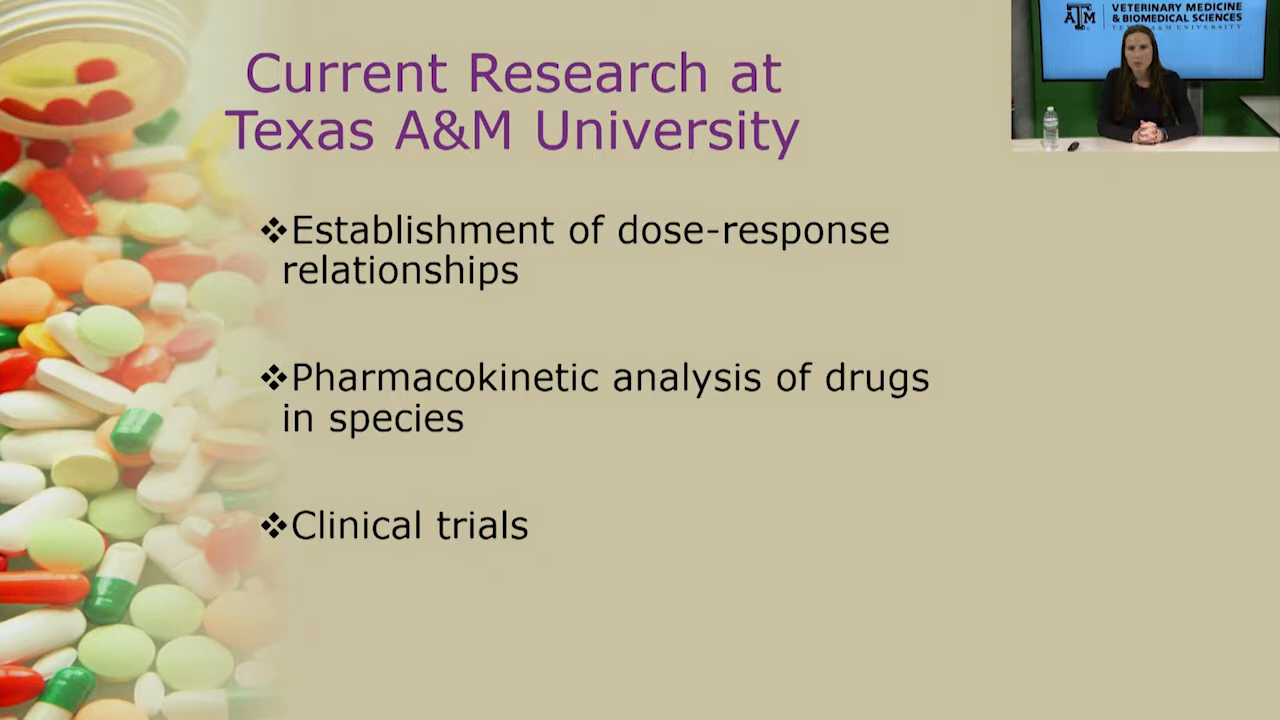 Current Research at
Texas A&M University
❖Establishment of dose-response
relationships
❖Pharmacokinetic analysis of drugs
in species
❖Clinical trials
ATM
VETERINARY MEDICINE
& BIOMEDICAL SCIENCES
TEXAS A&M UNIVERSITY